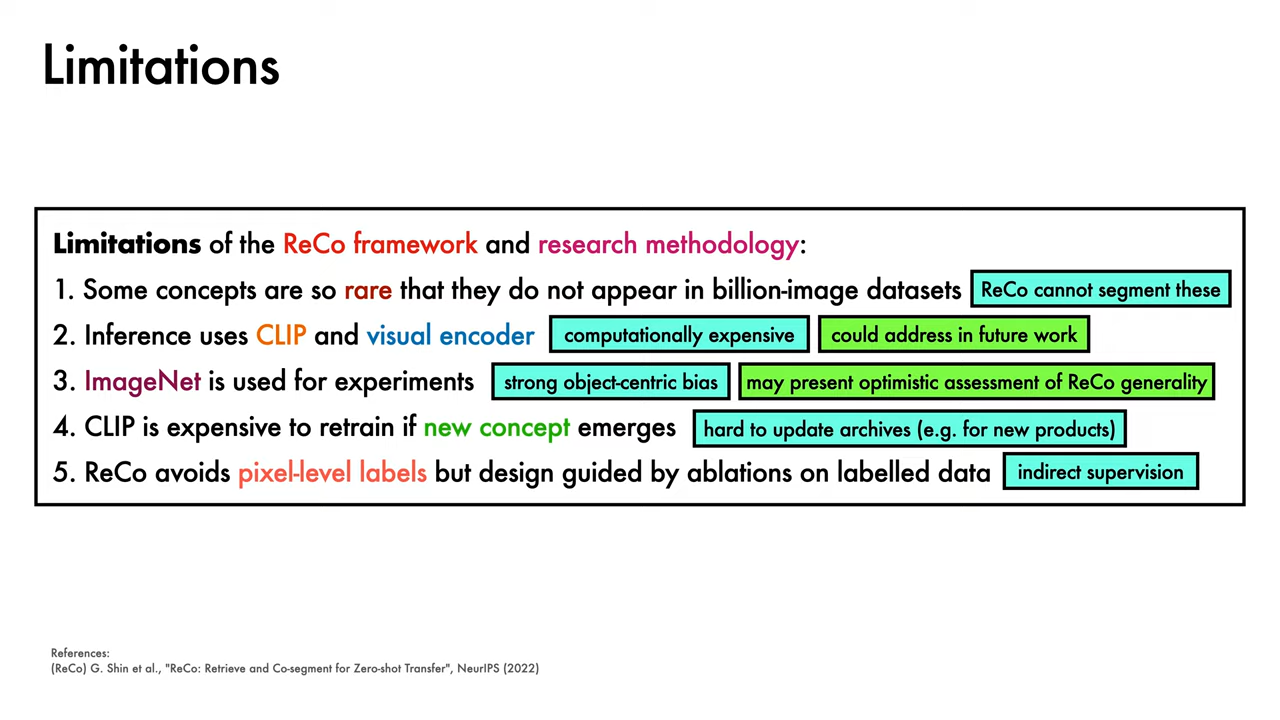 Limitations
Limitations of the ReCo framework and research methodology:
1. Some concepts are so rare that they do not appear in billion-image datasets ReCo cannot segment these
2. Inference uses CLIP and visual encoder computationally expensive could address in future work
3. ImageNet is used for experiments strong object-centric bias may present optimistic assessment of ReCo generality
4. CLIP is expensive to retrain if new concept emerges hard to update archives (e.g. for new products)
5. ReCo avoids pixel-level labels but design guided by ablations on labelled data indirect supervision
References:
(ReCo) G. Shin et al., "ReCo: Retrieve and Co-segment for Zero-shot Transfer", NeurIPS (2022)